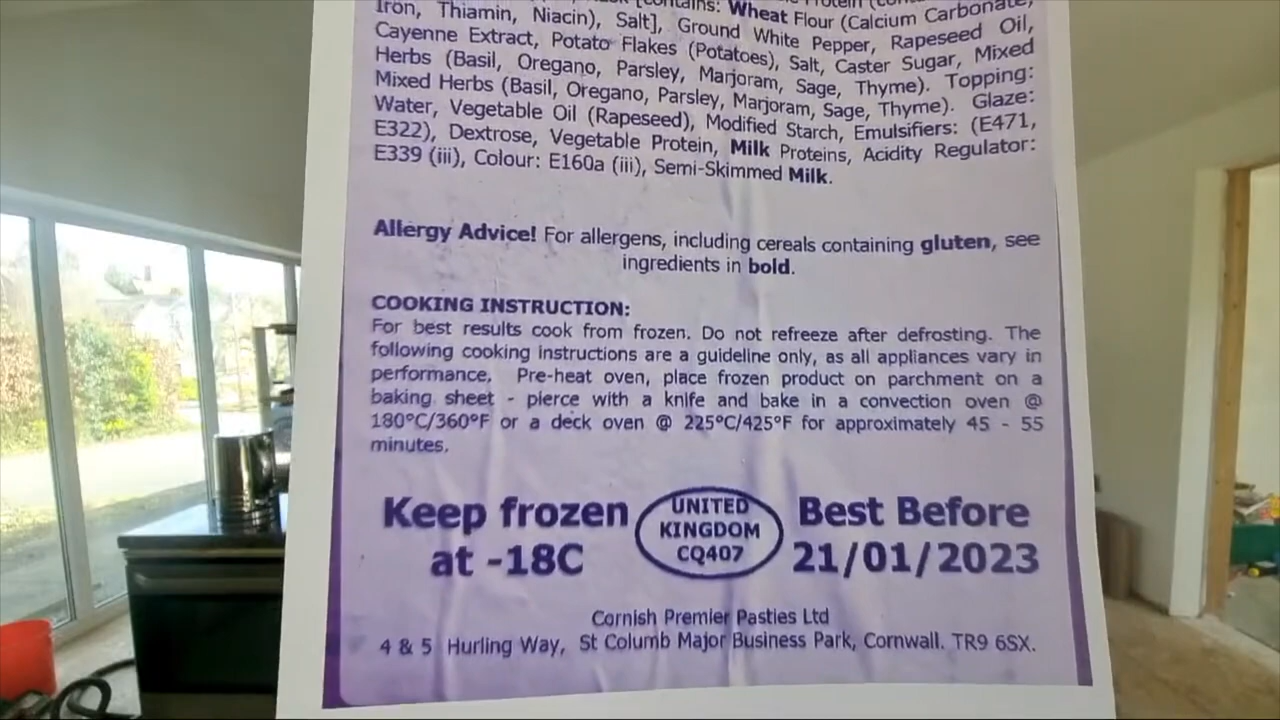 [contains: Wheat Flour (Calcium Carbonate,
Iron, Thiamin, Niacin), Salt], Ground White Pepper, Rapeseed Oil,
Cayenne Extract, Potato Flakes (Potatoes), Salt, Caster Sugar, Mixed
Herbs (Basil, Oregano, Parsley, Marjoram, Sage, Thyme). Topping:
Mixed Herbs (Basil, Oregano, Parsley, Marjoram, Sage, Thyme). Glaze:
Water, Vegetable Oil (Rapeseed), Modified Starch, Emulsifiers: (E471,
E322), Dextrose, Vegetable Protein, Milk Proteins, Acidity Regulator:
E339 (iii), Colour: E160a (iii), Semi-Skimmed Milk.
Allergy Advice! For allergens, including cereals containing gluten, see
ingredients in bold.
COOKING INSTRUCTION:
For best results cook from frozen. Do not refreeze after defrosting. The
following cooking instructions are a guideline only, as all appliances vary in
performance. Pre-heat oven, place frozen product on parchment on a
baking sheet - pierce with a knife and bake in a convection oven @
180°C/360°F or a deck oven @ 225°C/425°F for approximately 45 - 55
minutes.
Keep frozen
at -18C
UNITED
KINGDOM
CQ407
Best Before
21/01/2023
Cornish Premier Pasties Ltd
4 & 5 Hurling Way, St Columb Major Business Park, Cornwall. TR9 6SX.